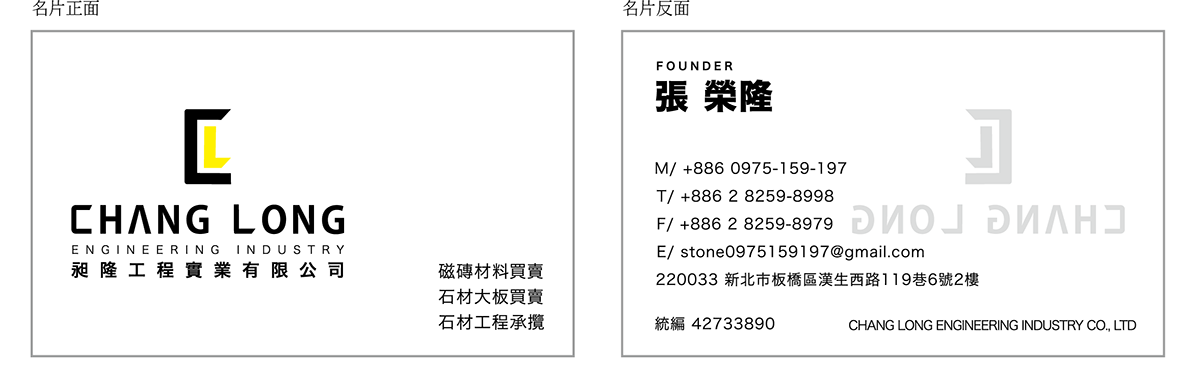 名片正面
CHANG LONG
ENGINEERING INDUSTRY
昶隆工程實業有限公司
磁磚材料買賣
石材大板買賣
石材工程承攬
名片反面
FOUNDER
張 榮隆
M/ +886 0975-159-197
T/ +886 2 8259-8998
F/ +886 2 8259-8979
E/ stone0975159197@gmail.com
220033 新北市板橋區漢生西路119巷6號2樓
統編 42733890
CHANG LONG ENGINEERING INDUSTRY CO., LTD
CHANG LONG